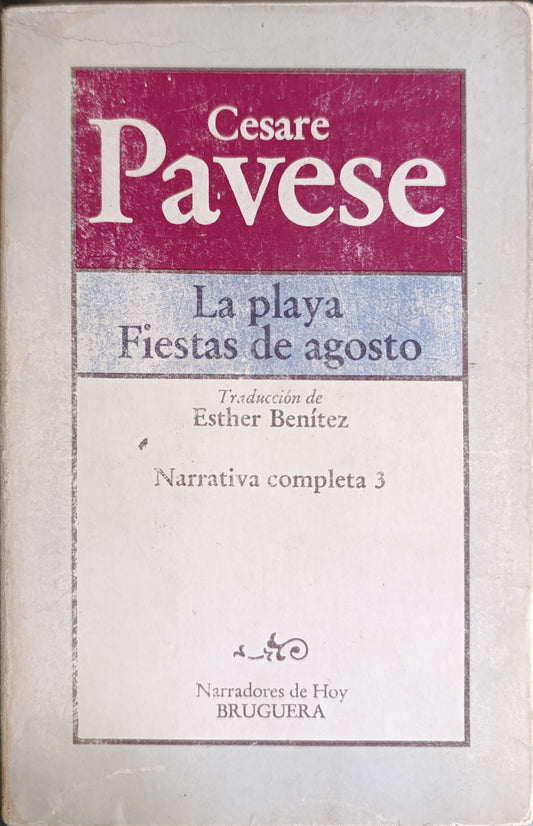 Cesare
Pavese
La playa
Fiestas de agosto
Traducción de
Esther Benítez
Narrativa completa 3
Narradores de Hoy
BRUGUERA